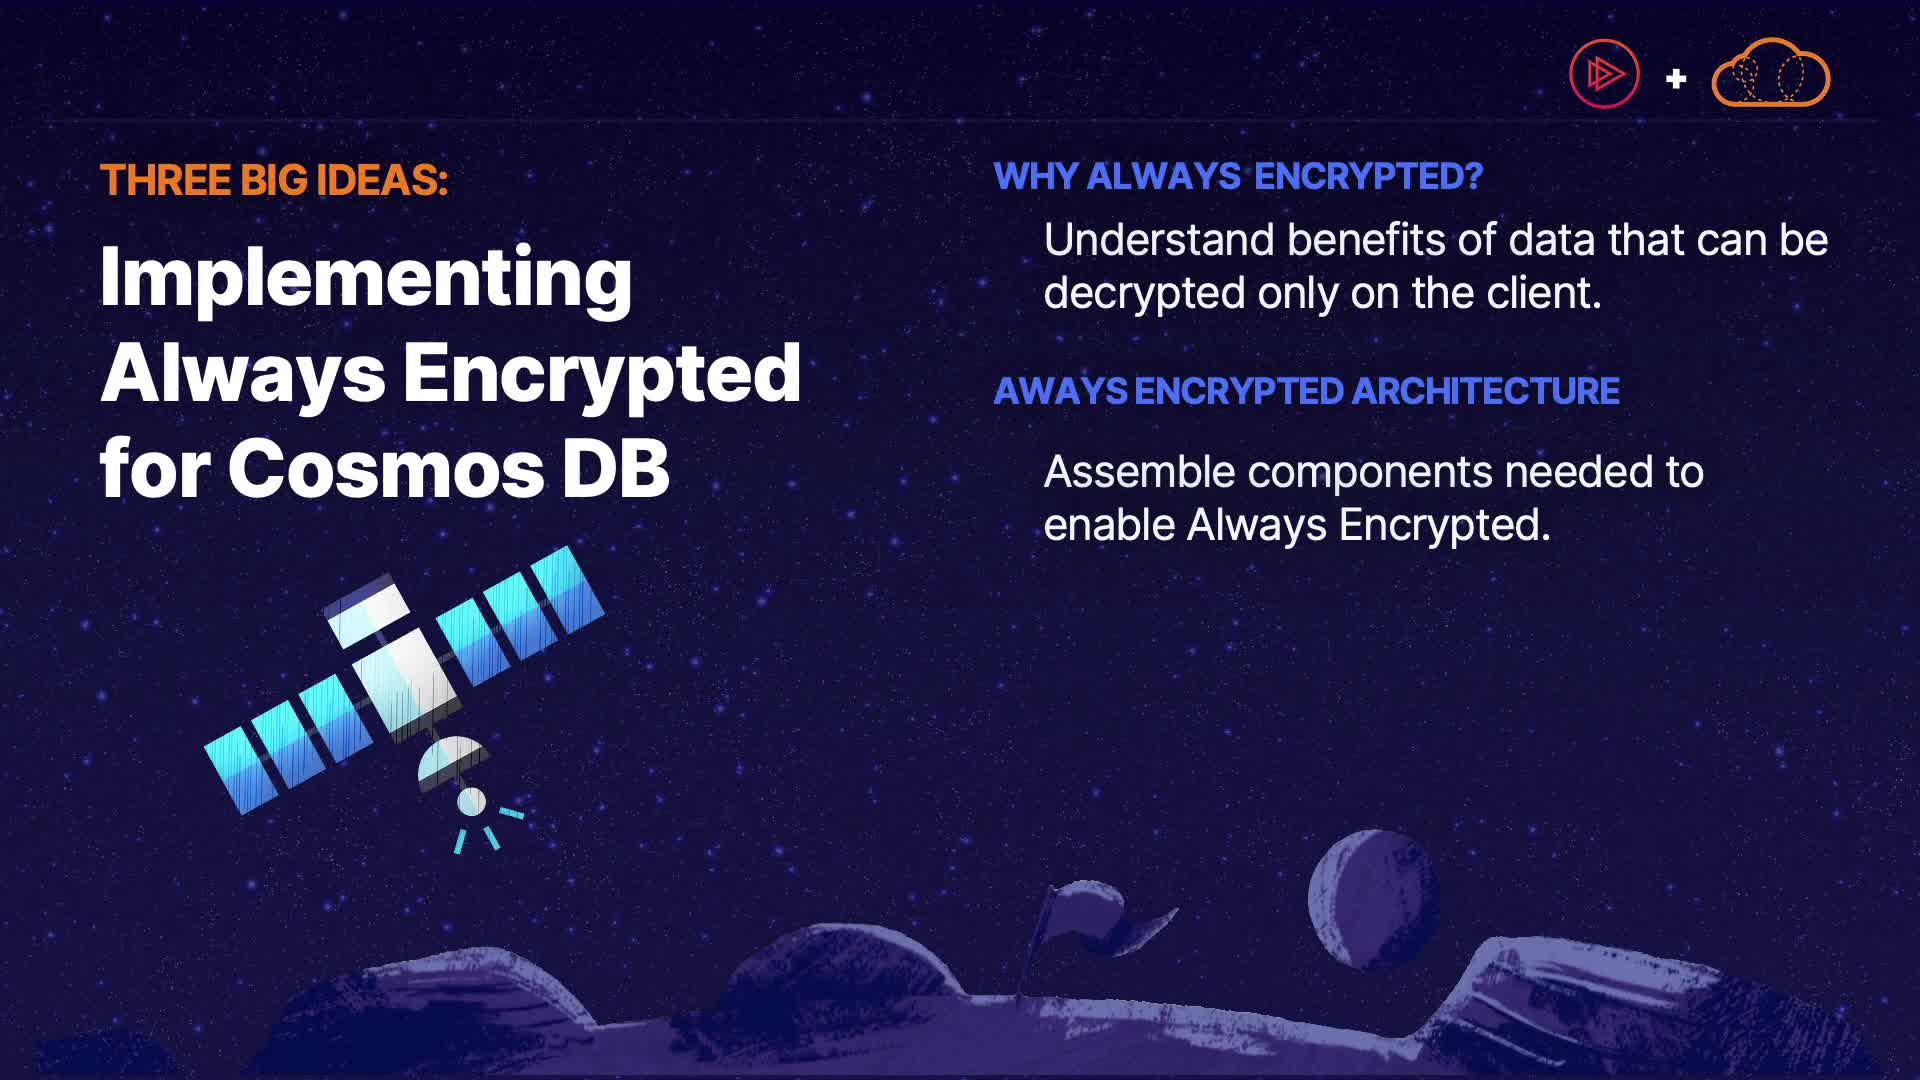 THREE BIG IDEAS:
Implementing
Always Encrypted
for Cosmos DB
WHY ALWAYS ENCRYPTED?
Understand benefits of data that can be
decrypted only on the client.
AWAYS ENCRYPTED ARCHITECTURE
Assemble components needed to
enable Always Encrypted.